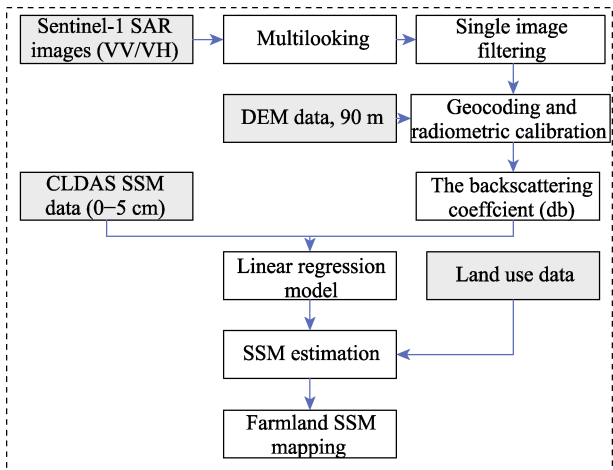 Sentinel-1 SAR
images (VV/VH)
Multilooking
Single image
filtering
DEM data, 90 m
Geocoding and
radiometric calibration
CLDAS SSM
data (0−5 cm)
The backscattering
coeffcient (db)
Linear regression
model
Land use data
SSM estimation
Farmland SSM
mapping